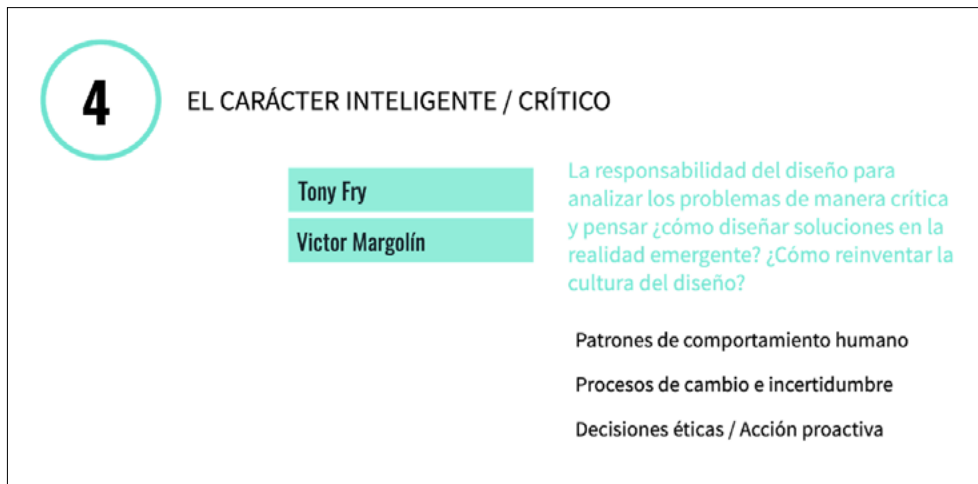 4
EL CARÁCTER INTELIGENTE / CRÍTICO
Tony Fry
Victor Margolín
La responsabilidad del diseño para
analizar los problemas de manera crítica
y pensar ¿cómo diseñar soluciones en la
realidad emergente? ¿Cómo reinventar la
cultura del diseño?
Patrones de comportamiento humano
Procesos de cambio e incertidumbre
Decisiones éticas / Acción proactiva